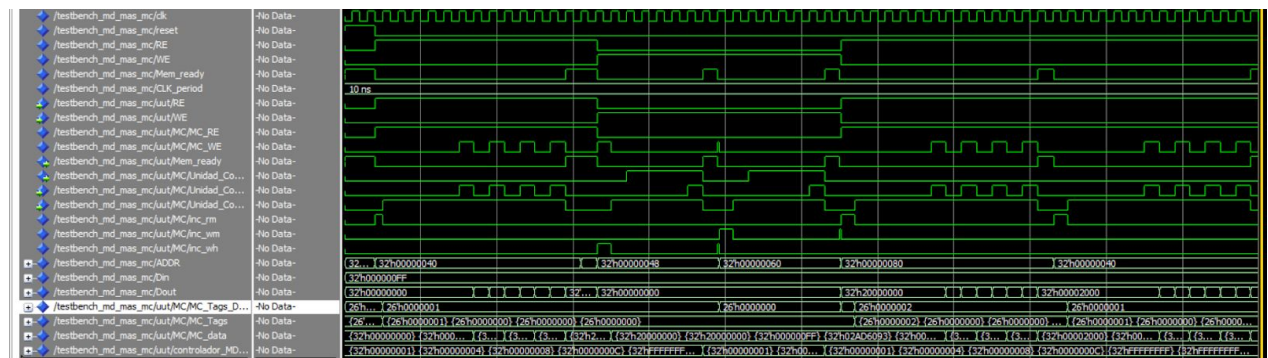 /testbench_md_mas_mc/clk -No Data-
/testbench_md_mas_mc/reset -No Data-
/testbench_md_mas_mc/RE -No Data-
/testbench_md_mas_mc/WE -No Data-
/testbench_md_mas_mc/Mem_ready -No Data-
/testbench_md_mas_mc/CLK_period -No Data- 10 ns
/testbench_md_mas_mc/uut/RE -No Data-
/testbench_md_mas_mc/uut/WE -No Data-
/testbench_md_mas_mc/uut/MC/MC_RE -No Data-
/testbench_md_mas_mc/uut/MC/MC_WE -No Data-
/testbench_md_mas_mc/uut/Mem_ready -No Data-
/testbench_md_mas_mc/uut/MC/Unidad_Co... -No Data-
/testbench_md_mas_mc/uut/MC/Unidad_Co... -No Data-
/testbench_md_mas_mc/uut/MC/Unidad_Co... -No Data-
/testbench_md_mas_mc/uut/MC/inc_rm -No Data-
/testbench_md_mas_mc/uut/MC/inc_wm -No Data-
/testbench_md_mas_mc/uut/MC/inc_wh -No Data-
/testbench_md_mas_mc/ADDR -No Data- 32... 32'h00000040 32'h00000048 32'h00000060 32'h00000080 32'h00000040
/testbench_md_mas_mc/Din -No Data- 32'h000000FF
/testbench_md_mas_mc/Dout -No Data- 32'h00000000 32'... 32'h00000000 32'h20000000 32'h00002000
/testbench_md_mas_mc/uut/MC/MC_Tags_D... -No Data- 26'h... 26'h0000001 26'h0000000 26'h0000002 26'h0000001
/testbench_md_mas_mc/uut/MC/MC_Tags -No Data- {26'... {26'h0000001} {26'h0000000} {26'h0000000} {26'h0000000} {26'h0000002} {26'h0000000} {26'h0000000} ... {26'h0000001} {26'h0000000} {26'h0000...
/testbench_md_mas_mc/uut/MC/MC_data -No Data- {32'h00000000} {32'h000... {3... {3... {3... {32'h2... {32'h20000000} {32'h20000000} {32'h000000FF} {32'h02AD6093} {32'h00... {3... {3... {3... {32'h00002000} {32'h00... {3... {3... {3...
/testbench_md_mas_mc/uut/controlador_MD... -No Data- {32'h00000001} {32'h00000004} {32'h00000008} {32'h0000000C} {32'hFFFFFFF... {32'h00000001} {32'h00... {32'h00000001} {32'h00000004} {32'h00000008} {32'h0000000C} {32'hFFFFFFFF} {32'hFFFFFFFF